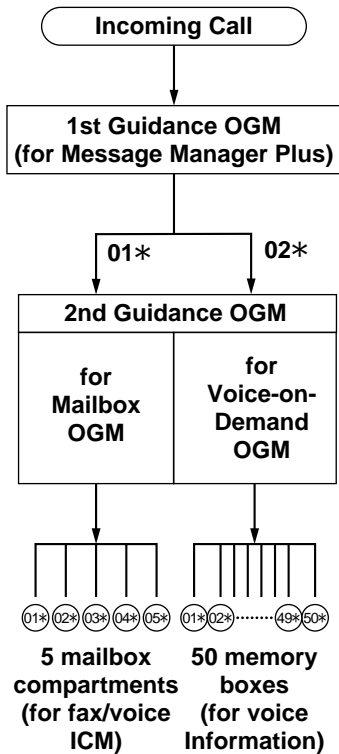 Incoming Call
1st Guidance OGM
(for Message Manager Plus)
01* 02*
2nd Guidance OGM
for
Mailbox
OGM
for
Voice-on-
Demand
OGM
01* 02* 03* 04* 05*
01* 02* ········ 49* 50*
5 mailbox
compartments
(for fax/voice
ICM)
50 memory
boxes
(for voice
Information)